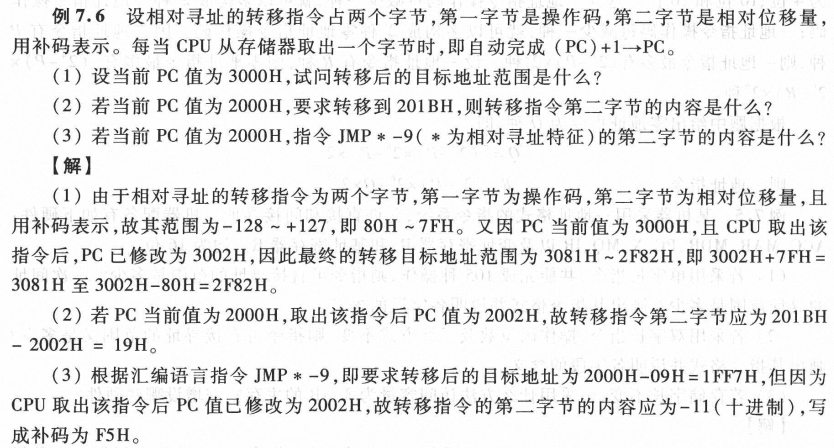 例 7.6 设相对寻址的转移指令占两个字节,第一字节是操作码,第二字节是相对位移量,
用补码表示。每当 CPU 从存储器取出一个字节时,即自动完成 (PC)+1→PC。
(1) 设当前 PC 值为 3000H,试问转移后的目标地址范围是什么?
(2) 若当前 PC 值为 2000H,要求转移到 201BH,则转移指令第二字节的内容是什么?
(3) 若当前 PC 值为 2000H,指令 JMP * -9( * 为相对寻址特征)的第二字节的内容是什么?
【解】
(1) 由于相对寻址的转移指令为两个字节,第一字节为操作码,第二字节为相对位移量,且
用补码表示,故其范围为-128 ~ +127,即 80H ~ 7FH。又因 PC 当前值为 3000H,且 CPU 取出该
指令后,PC 已修改为 3002H,因此最终的转移目标地址范围为 3081H ~ 2F82H,即 3002H+7FH=
3081H 至 3002H-80H=2F82H。
(2) 若 PC 当前值为 2000H,取出该指令后 PC 值为 2002H,故转移指令第二字节应为 201BH
- 2002H = 19H。
(3) 根据汇编语言指令 JMP * -9,即要求转移后的目标地址为 2000H-09H=1FF7H,但因为
CPU 取出该指令后 PC 值已修改为 2002H,故转移指令的第二字节的内容应为-11(十进制),写
成补码为 F5H。